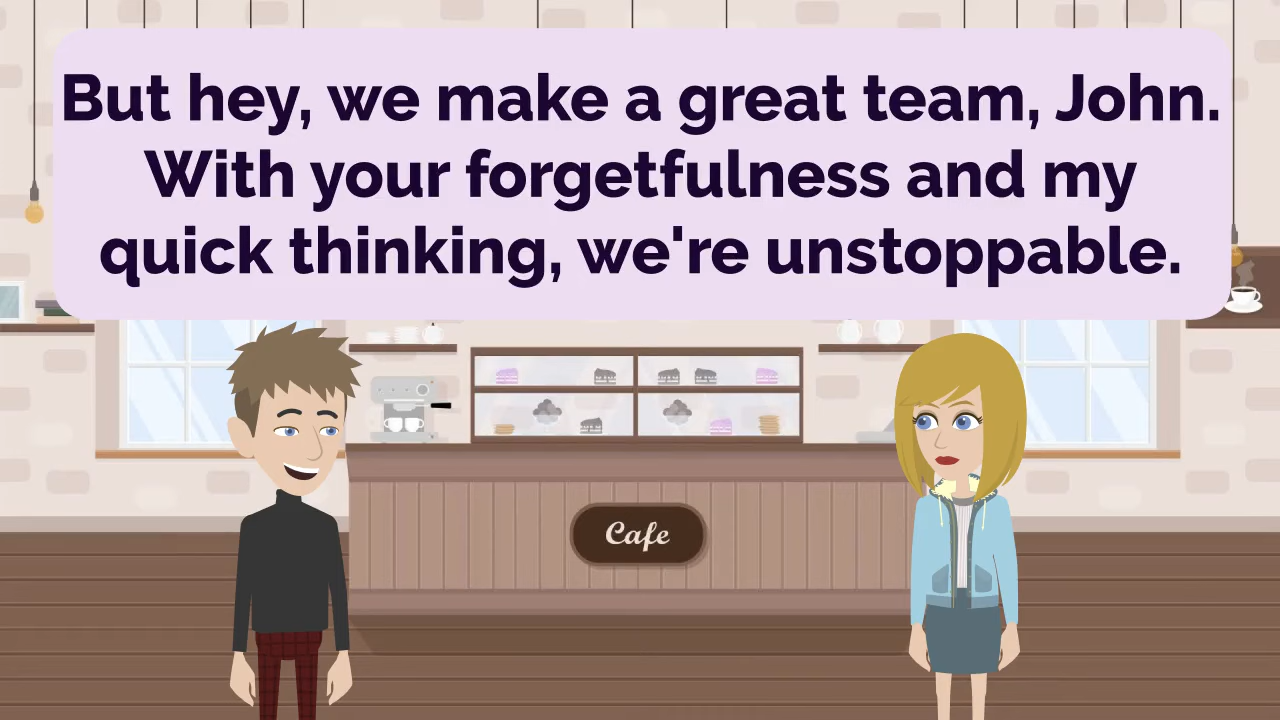 But hey, we make a great team, John.
With your forgetfulness and my
quick thinking, we're unstoppable.
Cafe